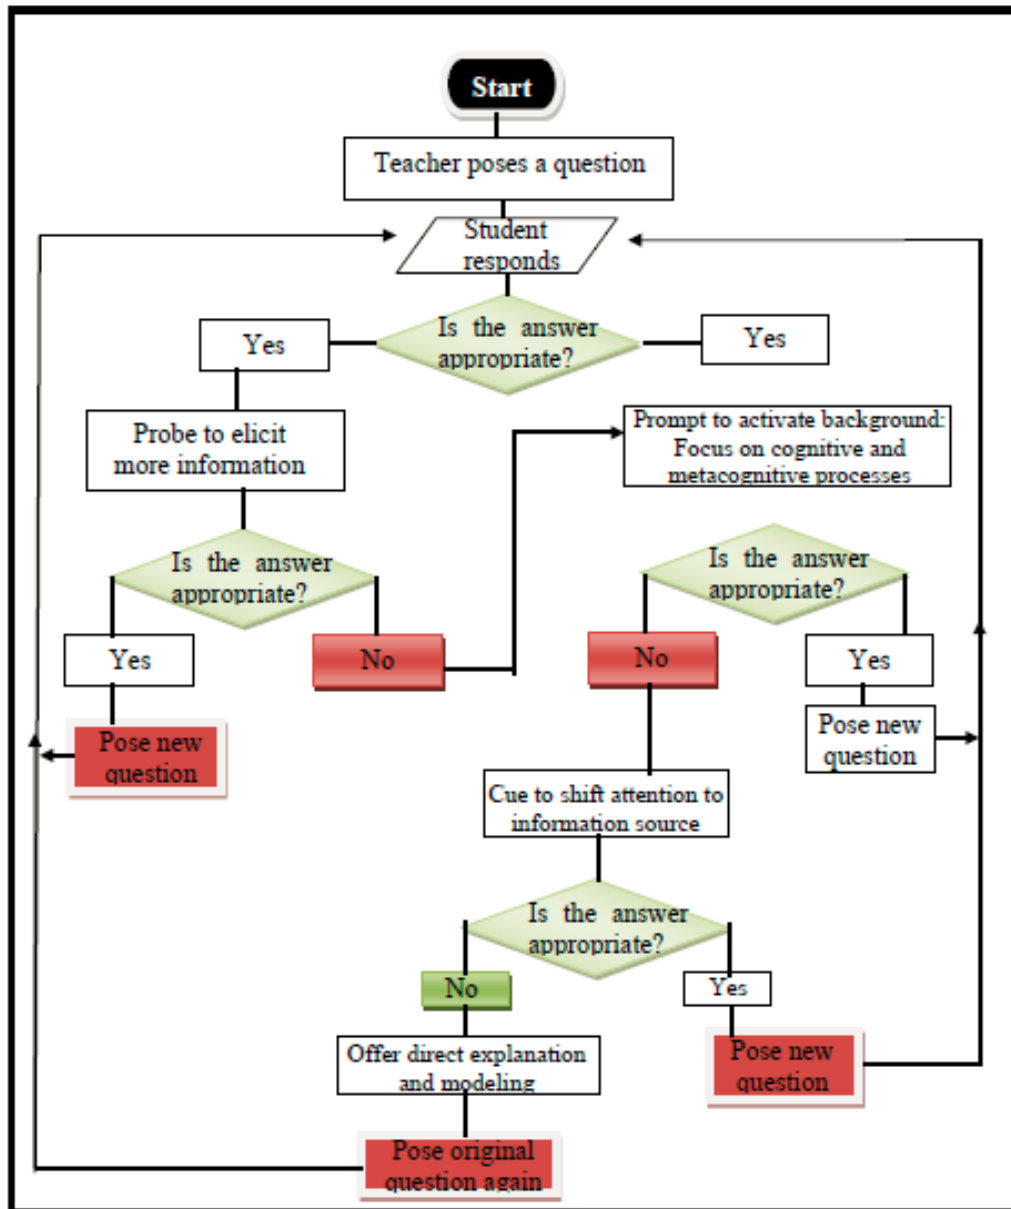 Start
Teacher poses a question
Student
responds
Is the answer
appropriate?
Yes
Yes
Probe to elicit
more information
Prompt to activate background:
Focus on cognitive and
metacognitive processes
Is the answer
appropriate?
Is the answer
appropriate?
Yes
No
No
Yes
Pose new
question
Pose new
question
Cue to shift attention to
information source
Is the answer
appropriate?
No
Yes
Offer direct explanation
and modeling
Pose new
question
Pose original
question again